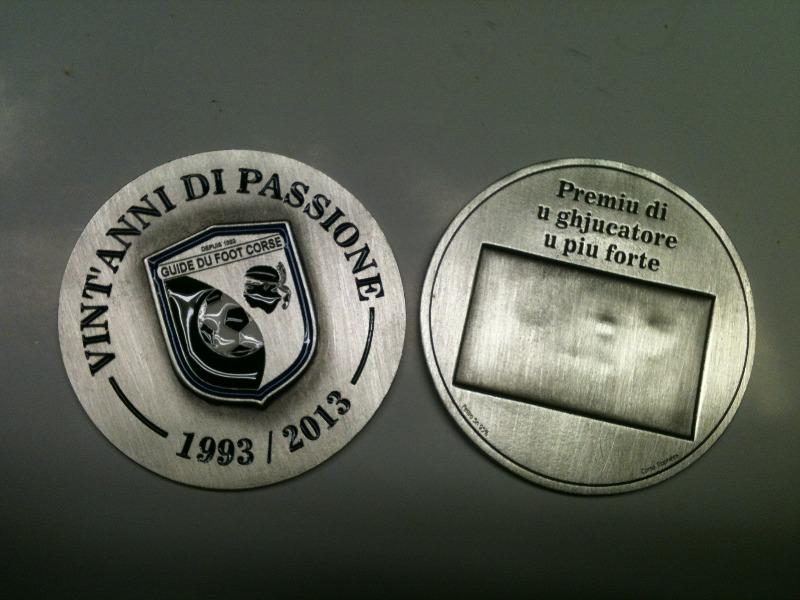 VINT'ANNI DI PASSIONE
DEPUIS 1993
GUIDE DU FOOT CORSE
1993 / 2013
Premiu di
u ghjucatore
u piu forte